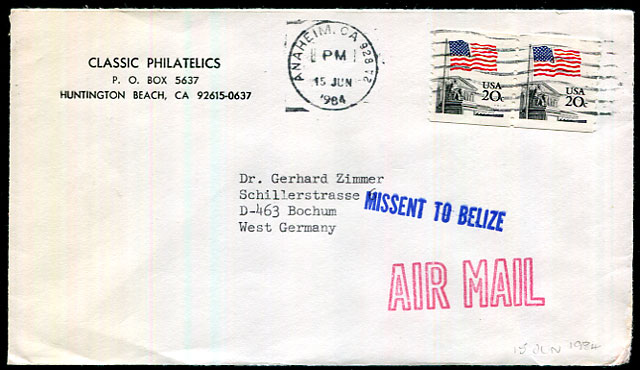 CLASSIC PHILATELICS
P. O. BOX 5637
HUNTINGTON BEACH, CA 92615-0637
ANAHEIM, CA 928
PM
15 JUN
1984
USA
20c
USA
20c
Dr. Gerhard Zimmer
Schillerstrasse
D-463 Bochum
West Germany
MISSENT TO BELIZE
AIR MAIL
15 JUN 1984